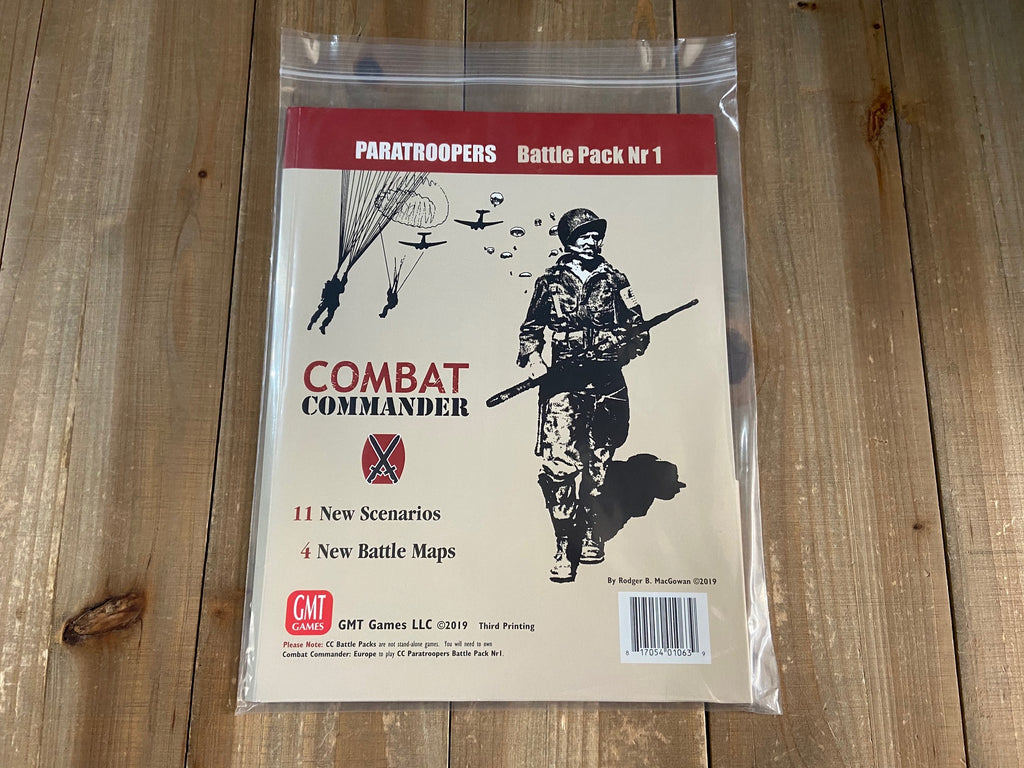 PARATROOPERS Battle Pack Nr 1
COMBAT
COMMANDER
11 New Scenarios
4 New Battle Maps
By Rodger B. MacGowan ©2019
GMT
GAMES
GMT Games LLC ©2019 Third Printing
Please Note: CC Battle Packs are not stand-alone games. You will need to own
Combat Commander: Europe to play CC Paratroopers Battle Pack Nr1.
8 17054 01063 9